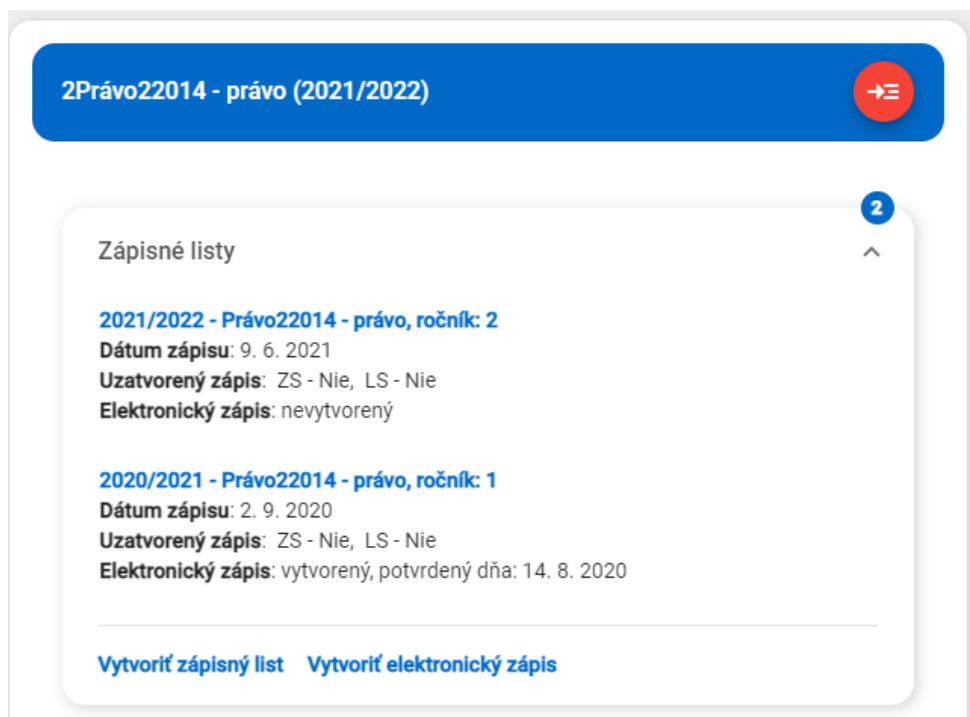 2Právo22014 - právo (2021/2022)
2
Zápisné listy
2021/2022 - Právo22014 - právo, ročník: 2
Dátum zápisu: 9. 6. 2021
Uzatvorený zápis: ZS - Nie, LS - Nie
Elektronický zápis: nevytvorený
2020/2021 - Právo22014 - právo, ročník: 1
Dátum zápisu: 2. 9. 2020
Uzatvorený zápis: ZS - Nie, LS - Nie
Elektronický zápis: vytvorený, potvrdený dňa: 14. 8. 2020
Vytvoriť zápisný list Vytvoriť elektronický zápis